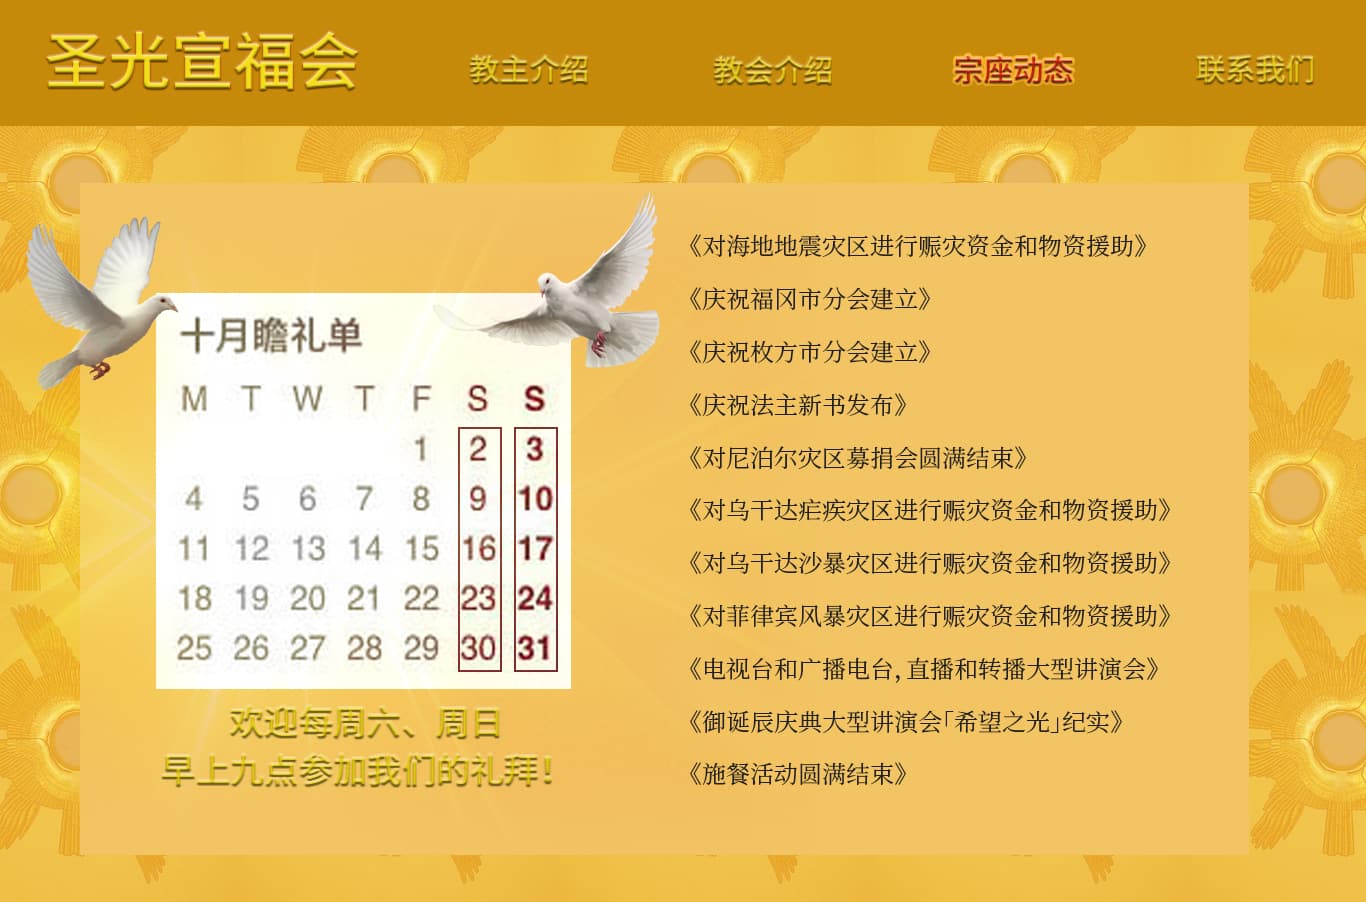 圣光宣福会
教主介绍
教会介绍
宗座动态
联系我们
十月瞻礼单
M T W T F S S
1 2 3
4 5 6 7 8 9 10
11 12 13 14 15 16 17
18 19 20 21 22 23 24
25 26 27 28 29 30 31
欢迎每周六、周日
早上九点参加我们的礼拜！
《对海地地震灾区进行赈灾资金和物资援助》
《庆祝福冈市分会建立》
《庆祝枚方市分会建立》
《庆祝法主新书发布》
《对尼泊尔灾区募捐会圆满结束》
《对乌干达疟疾灾区进行赈灾资金和物资援助》
《对乌干达沙暴灾区进行赈灾资金和物资援助》
《对菲律宾风暴灾区进行赈灾资金和物资援助》
《电视台和广播电台，直播和转播大型讲演会》
《御诞辰庆典大型讲演会「希望之光」纪实》
《施餐活动圆满结束》